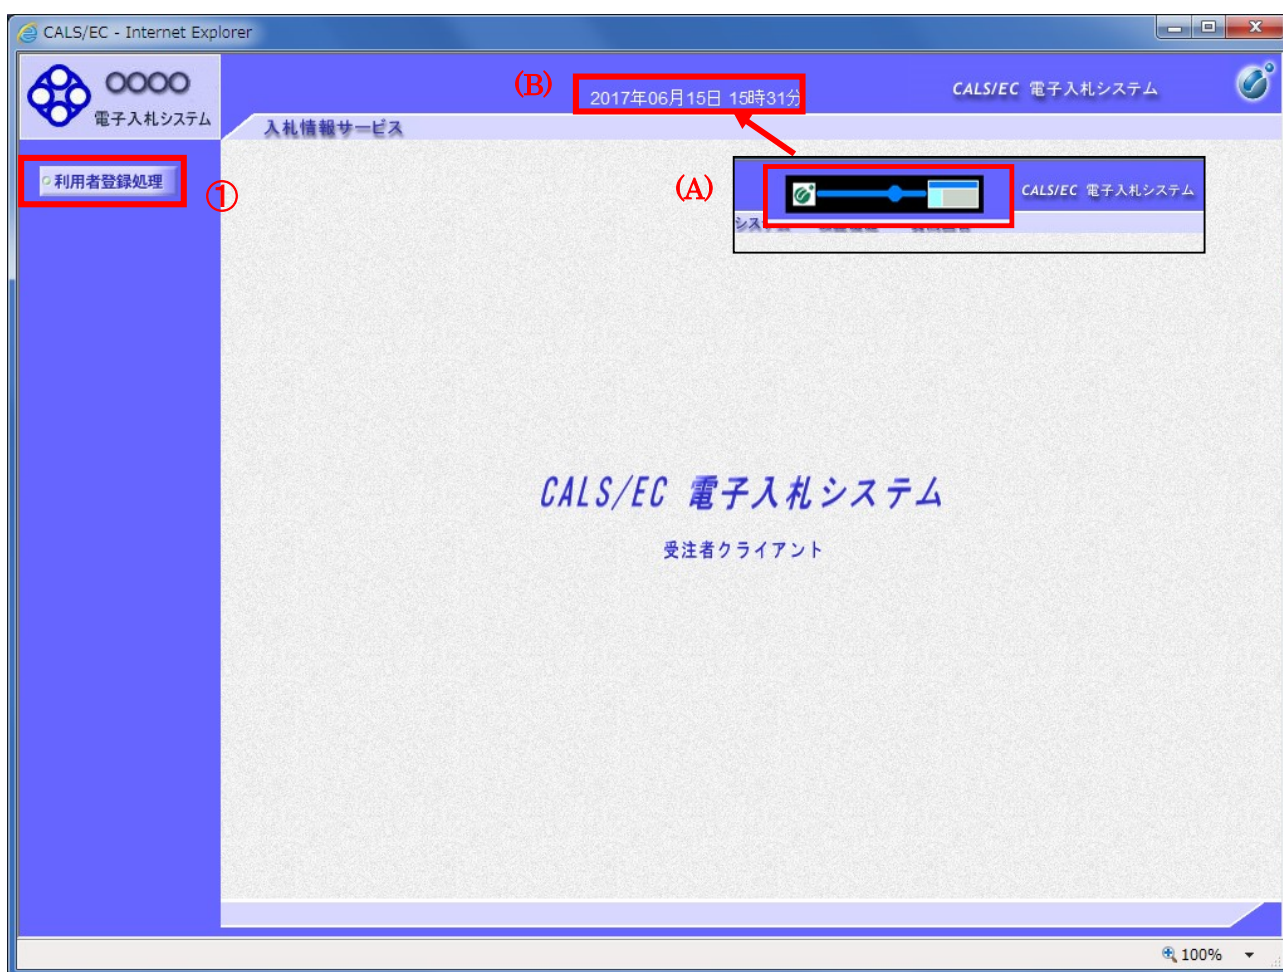 CALS/EC - Internet Explorer
OOOO
電子入札システム
(B)
2017年06月15日 15時31分
CALS/EC 電子入札システム
入札情報サービス
利用者登録処理
①
(A)
CALS/EC 電子入札システム
CALS/EC 電子入札システム
受注者クライアント
100%